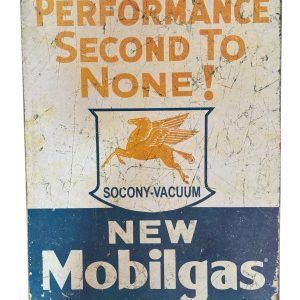 PERFORMANCE
SECOND TO
NONE!
SOCONY-VACUUM
NEW
Mobilgas